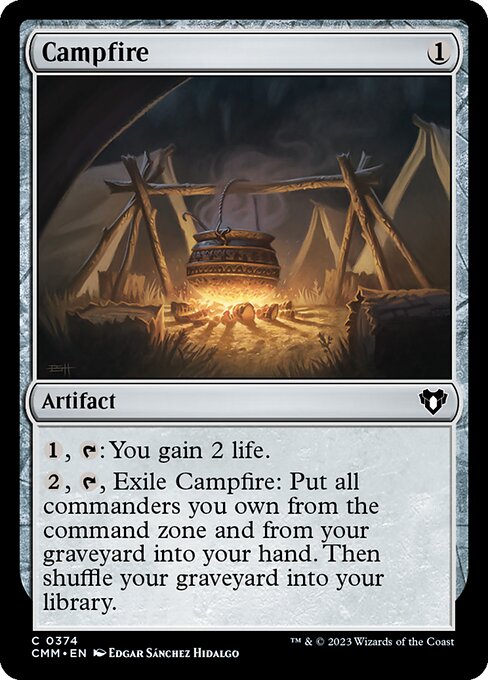 Campfire 1
Artifact
1, : You gain 2 life.
2, , Exile Campfire: Put all
commanders you own from the
command zone and from your
graveyard into your hand. Then
shuffle your graveyard into your
library.
C 0374
CMM • EN Edgar Sánchez Hidalgo
™ & © 2023 Wizards of the Coast